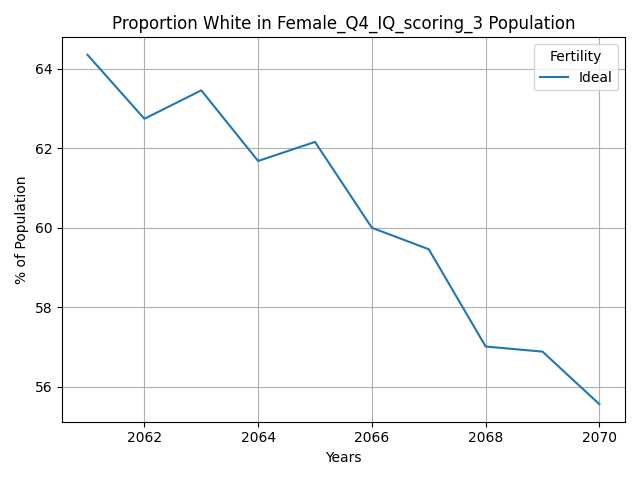 Proportion White in Female_Q4_IQ_scoring_3 Population
Fertility
Ideal
% of Population
64
62
60
58
56
2062 2064 2066 2068 2070
Years